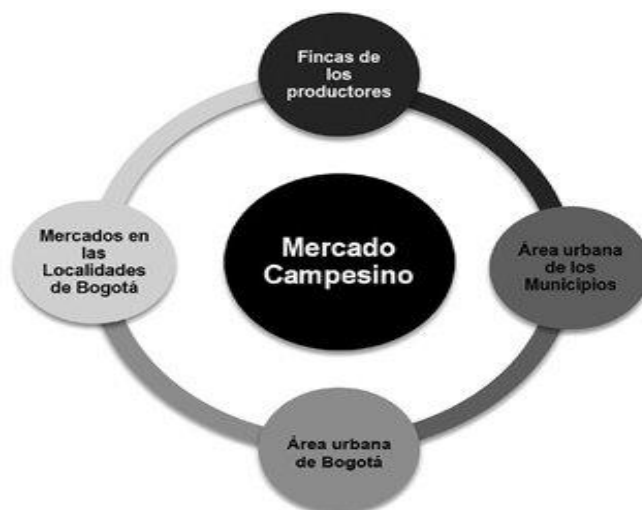 Fincas de
los
productores
Mercado
Campesino
Área urbana
de los
Municipios
Área urbana
de Bogotá
Mercados en
las
Localidades
de Bogotá